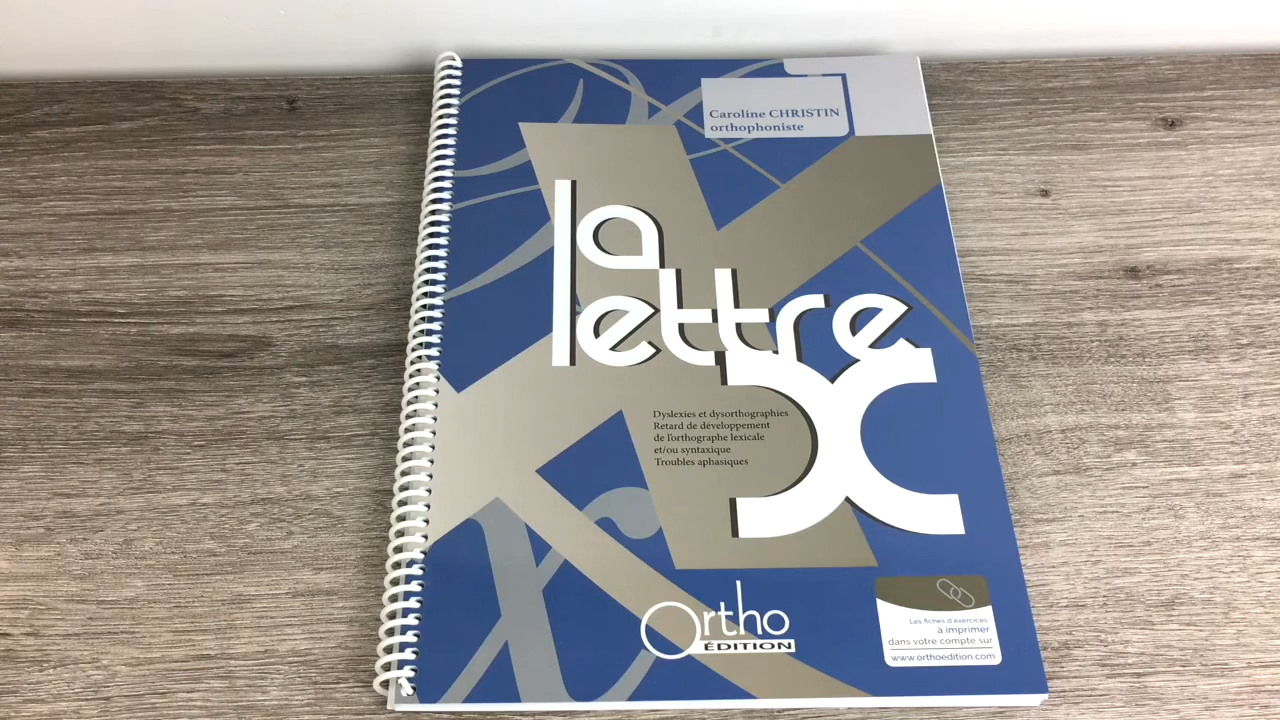 Caroline CHRISTIN
orthophoniste
la
lettre
X
Dyslexies et dysorthographies
Retard de développement
de l'orthographe lexicale
et/ou syntaxique
Troubles aphasiques
Ortho
ÉDITION
Les fiches d'exercices
à imprimer
dans votre compte sur
www.orthoedition.com